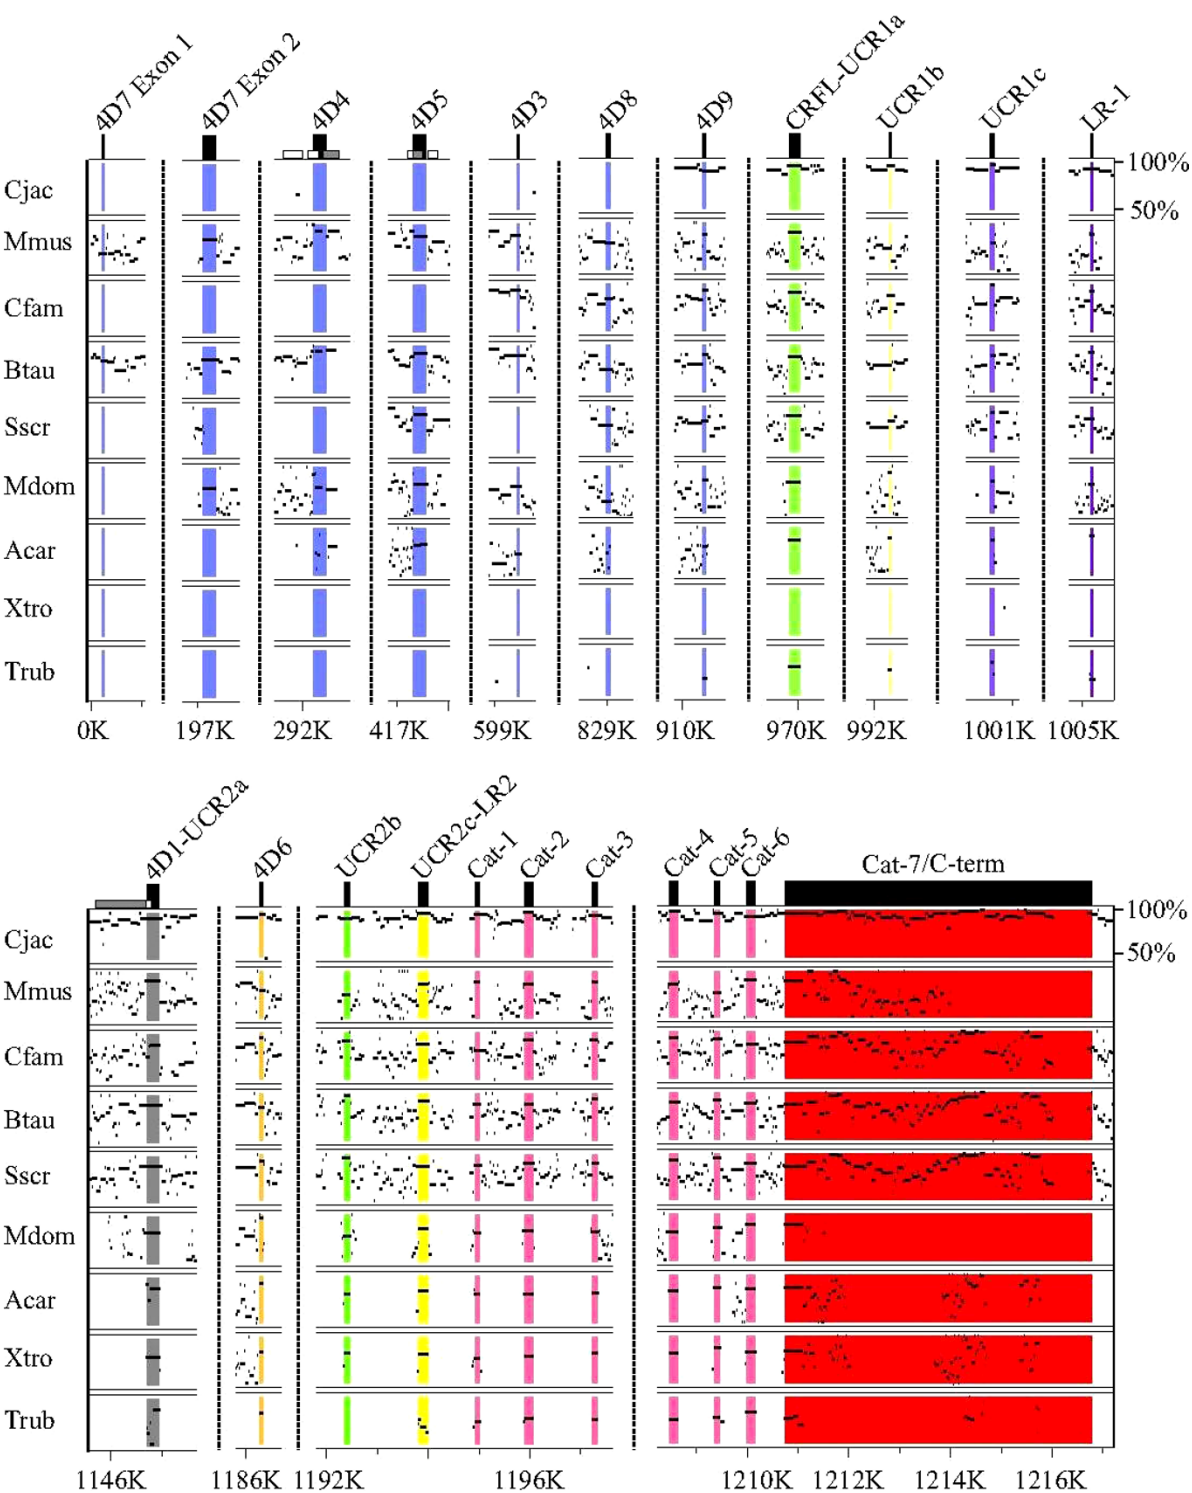 4D7 Exon 1 4D7 Exon 2 4D4 4D5 4D3 4D8 4D9 CRFL-UCR1a UCR1b UCR1c LR-1
100%
Cjac
50%
Mmus
Cfam
Btau
Sscr
Mdom
Acar
Xtro
Trub
0K 197K 292K 417K 599K 829K 910K 970K 992K 1001K 1005K
4D1-UCR2a 4D6 UCR2b UCR2c-LR2 Cat-1 Cat-2 Cat-3 Cat-4 Cat-5 Cat-6 Cat-7/C-term
100%
Cjac
50%
Mmus
Cfam
Btau
Sscr
Mdom
Acar
Xtro
Trub
1146K 1186K 1192K 1196K 1210K 1212K 1214K 1216K